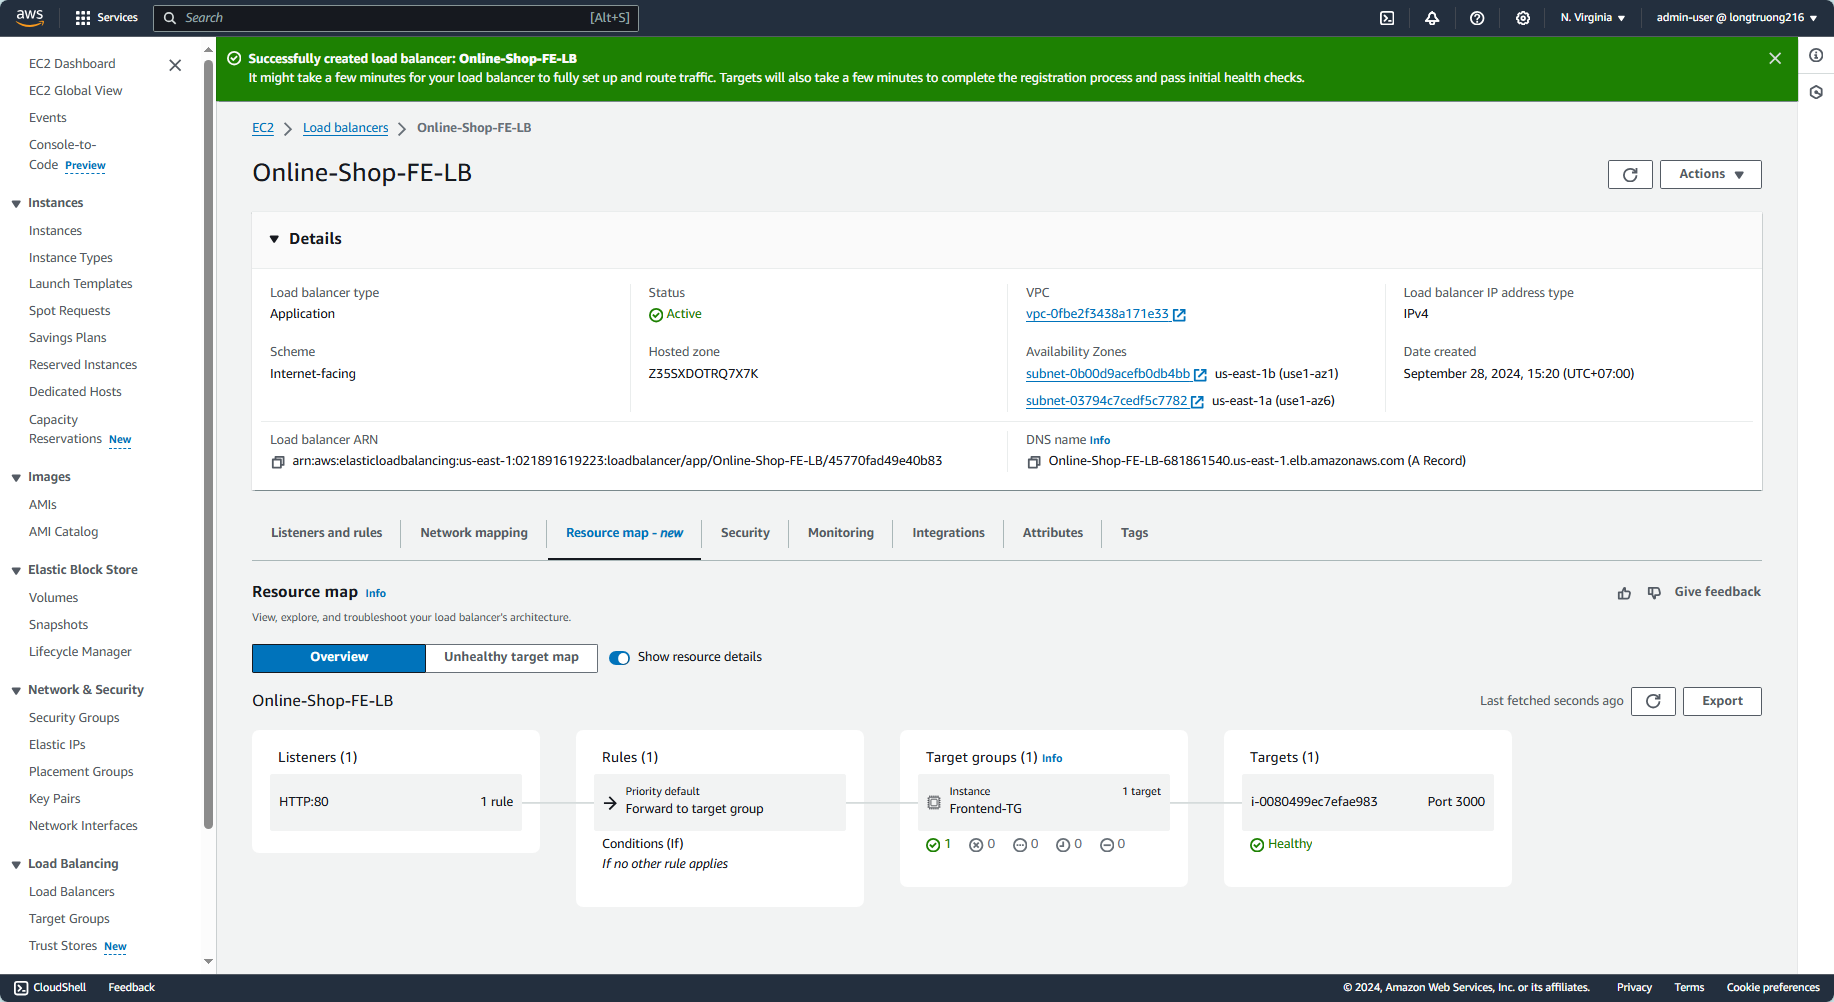 aws
Services
Search
[Alt+S]
N. Virginia
admin-user @ longtruong216
EC2 Dashboard
EC2 Global View
Events
Console-to-
Code Preview
Instances
Instances
Instance Types
Launch Templates
Spot Requests
Savings Plans
Reserved Instances
Dedicated Hosts
Capacity
Reservations New
Images
AMIs
AMI Catalog
Elastic Block Store
Volumes
Snapshots
Lifecycle Manager
Network & Security
Security Groups
Elastic IPs
Placement Groups
Key Pairs
Network Interfaces
Load Balancing
Load Balancers
Target Groups
Trust Stores New
Successfully created load balancer: Online-Shop-FE-LB
It might take a few minutes for your load balancer to fully set up and route traffic. Targets will also take a few minutes to complete the registration process and pass initial health checks.
EC2
Load balancers
Online-Shop-FE-LB
Online-Shop-FE-LB
Actions
Details
Load balancer type
Application
Status
Active
VPC
vpc-0fbe2f3438a171e33
Load balancer IP address type
IPv4
Scheme
Internet-facing
Hosted zone
Z35SXDOTRQ7X7K
Availability Zones
subnet-0b00d9acefb0db4bb us-east-1b (use1-az1)
subnet-03794c7cedf5c7782 us-east-1a (use1-az6)
Date created
September 28, 2024, 15:20 (UTC+07:00)
Load balancer ARN
arn:aws:elasticloadbalancing:us-east-1:021891619223:loadbalancer/app/Online-Shop-FE-LB/45770fad49e40b83
DNS name Info
Online-Shop-FE-LB-681861540.us-east-1.elb.amazonaws.com (A Record)
Listeners and rules
Network mapping
Resource map - new
Security
Monitoring
Integrations
Attributes
Tags
Resource map Info
Give feedback
View, explore, and troubleshoot your load balancer's architecture.
Overview
Unhealthy target map
Show resource details
Online-Shop-FE-LB
Last fetched seconds ago
Export
Listeners (1)
HTTP:80
1 rule
Rules (1)
Priority default
Forward to target group
Conditions (If)
If no other rule applies
Target groups (1) Info
Instance
1 target
Frontend-TG
1 0 0 0 0
Targets (1)
i-0080499ec7efae983
Port 3000
Healthy
CloudShell
Feedback
© 2024, Amazon Web Services, Inc. or its affiliates.
Privacy
Terms
Cookie preferences